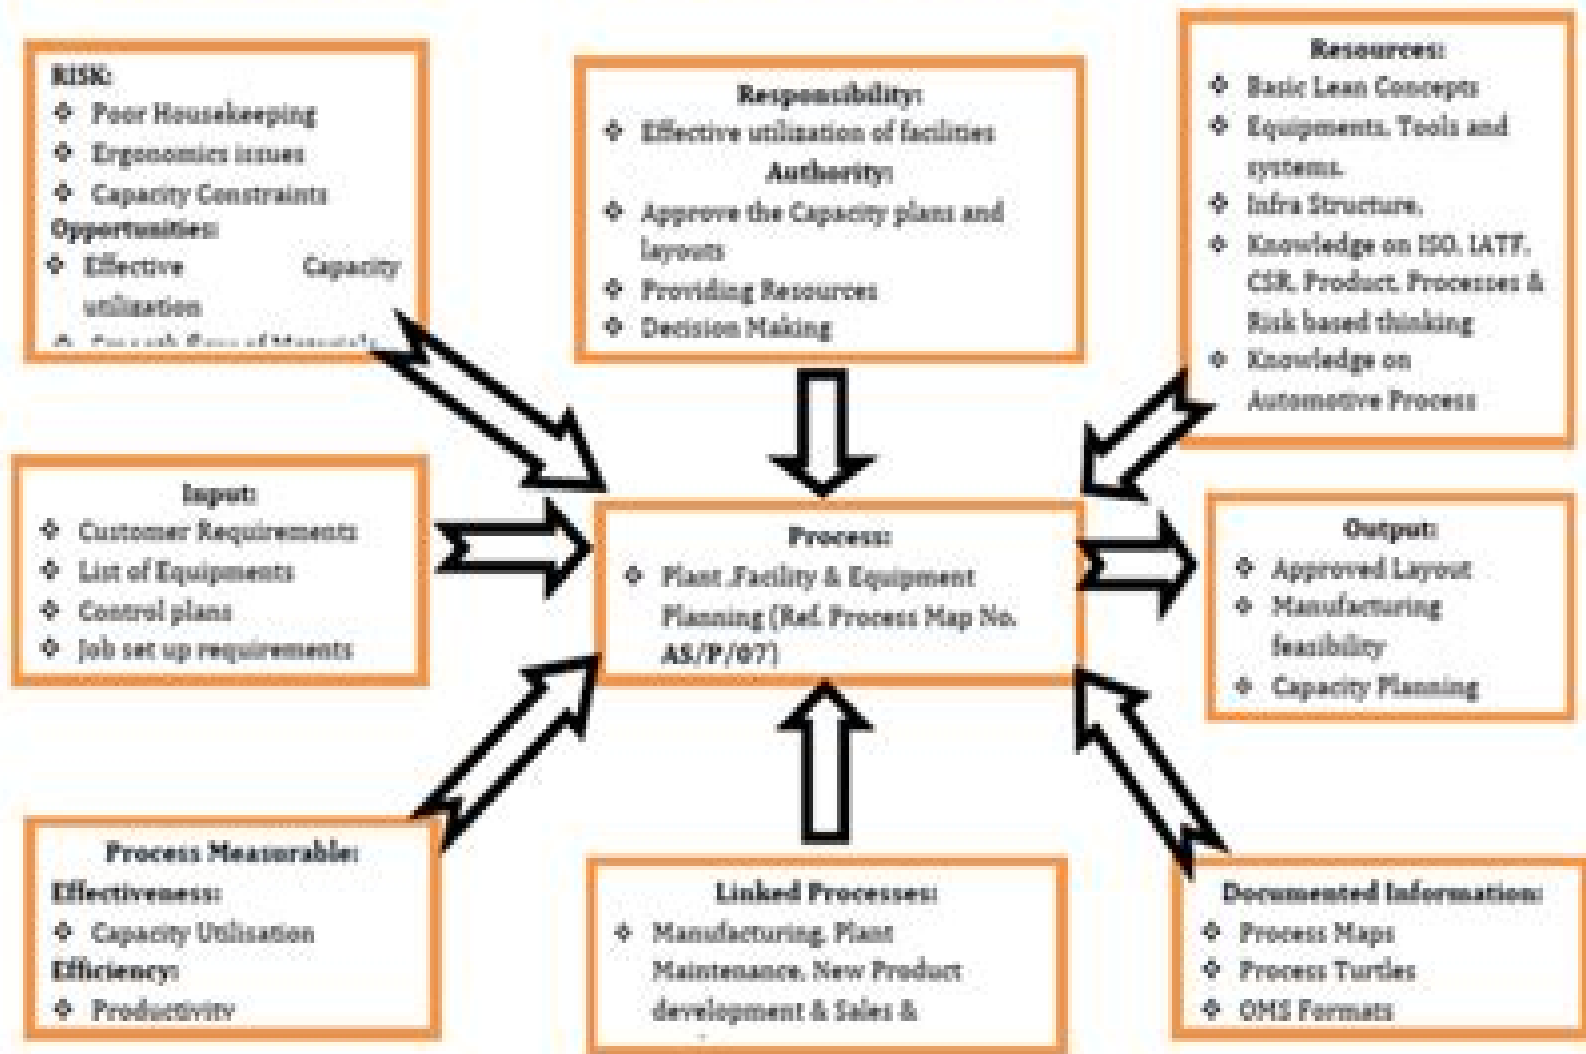 RISK:
❖ Poor Housekeeping
❖ Ergonomics issues
❖ Capacity Constraints
Opportunities:
❖ Effective Capacity
utilization
Responsibility:
❖ Effective utilization of facilities
Authority:
❖ Approve the Capacity plans and
layouts
❖ Providing Resources
❖ Decision Making
Resources:
❖ Basic Lean Concepts
❖ Equipments, Tools and
systems.
❖ Infra Structure,
❖ Knowledge on ISO, IATF,
CSR, Product, Processes &
Risk based thinking
❖ Knowledge on
Automotive Process
Input:
❖ Customer Requirements
❖ List of Equipments
❖ Control plans
❖ Job set up requirements
Process:
❖ Plant ,Facility & Equipment
Planning (Ref. Process Map No.
AS/P/07)
Output:
❖ Approved Layout
❖ Manufacturing
feasibility
❖ Capacity Planning
Process Measurable:
Effectiveness:
❖ Capacity Utilisation
Efficiency:
❖ Productivity
Linked Processes:
❖ Manufacturing, Plant
Maintenance, New Product
development & Sales &
Documented Information:
❖ Process Maps
❖ Process Turtles
❖ QMS Formats